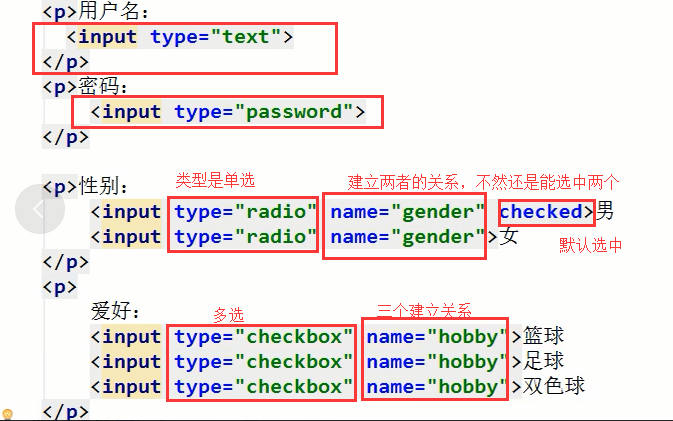 <p>用户名:
<input type="text">
</p>
<p>密码:
<input type="password">
</p>
<p>性别: 类型是单选 建立两者的关系，不然还是能选中两个
<input type="radio" name="gender" checked>男
<input type="radio" name="gender">女 默认选中
</p>
<p>
爱好: 多选 三个建立关系
<input type="checkbox" name="hobby">篮球
<input type="checkbox" name="hobby">足球
<input type="checkbox" name="hobby">双色球
</p>